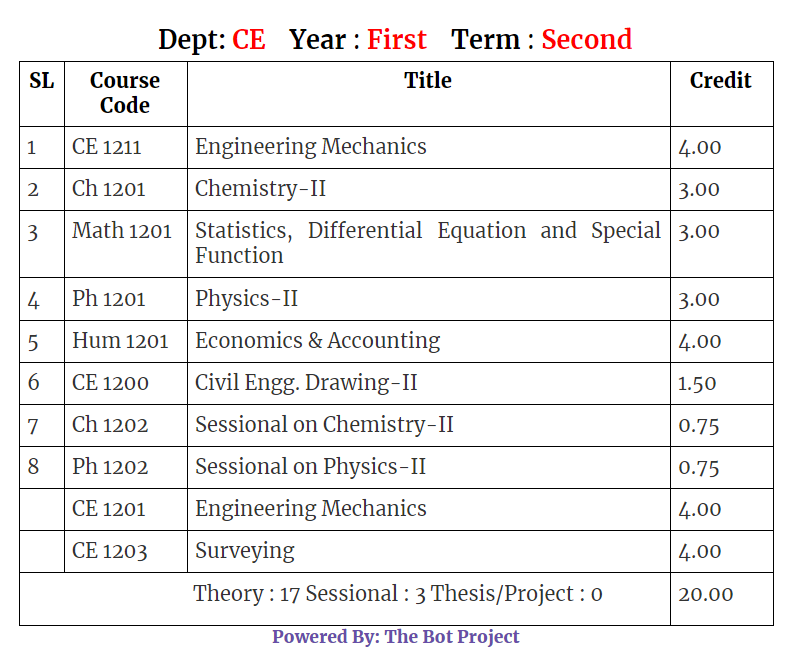 Dept: CE Year : First Term : Second
SL Course Code Title Credit
1 CE 1211 Engineering Mechanics 4.00
2 Ch 1201 Chemistry-II 3.00
3 Math 1201 Statistics, Differential Equation and Special Function 3.00
4 Ph 1201 Physics-II 3.00
5 Hum 1201 Economics & Accounting 4.00
6 CE 1200 Civil Engg. Drawing-II 1.50
7 Ch 1202 Sessional on Chemistry-II 0.75
8 Ph 1202 Sessional on Physics-II 0.75
CE 1201 Engineering Mechanics 4.00
CE 1203 Surveying 4.00
Theory : 17 Sessional : 3 Thesis/Project : 0 20.00
Powered By: The Bot Project